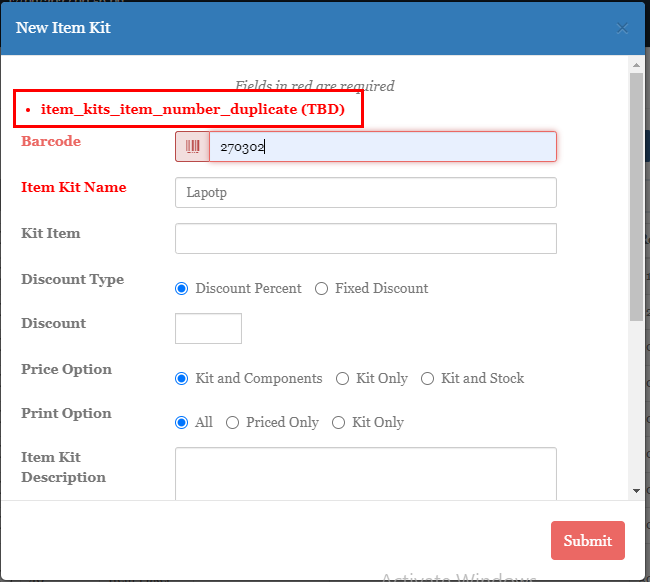 New Item Kit ×
Fields in red are required
• item_kits_item_number_duplicate (TBD)
Barcode 270302
Item Kit Name Lapotp
Kit Item
Discount Type Discount Percent Fixed Discount
Discount
Price Option Kit and Components Kit Only Kit and Stock
Print Option All Priced Only Kit Only
Item Kit
Description
Submit
Activate Windows